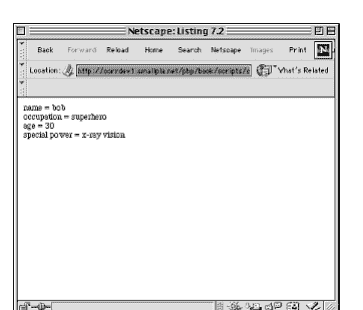 Netscape: Listing 7.2
Back Forward Reload Home Search Netscape Images Print N
Location: What's Related
name = bob
occupation = superhero
age = 30
special power = x-ray vision